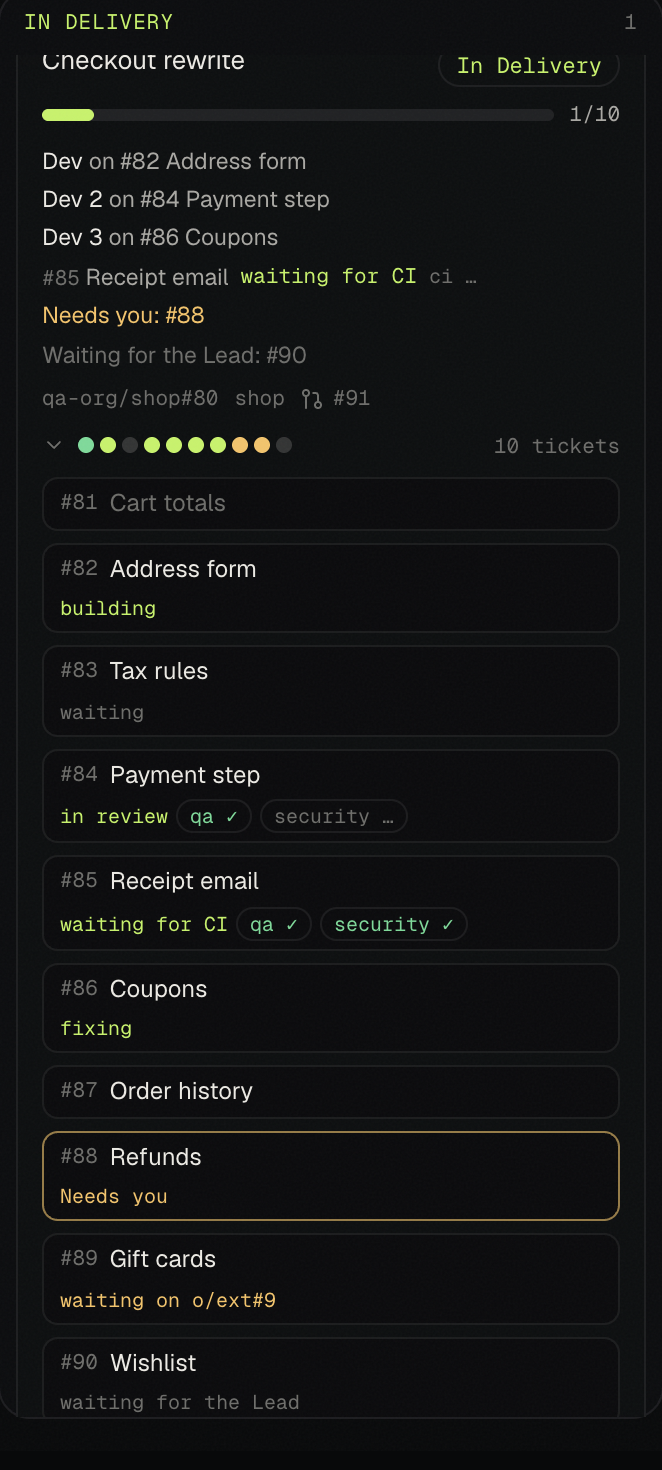 IN DELIVERY 1
Checkout rewrite In Delivery
1/10
Dev on #82 Address form
Dev 2 on #84 Payment step
Dev 3 on #86 Coupons
#85 Receipt email waiting for CI ci …
Needs you: #88
Waiting for the Lead: #90
qa-org/shop#80 shop #91
10 tickets
#81 Cart totals
#82 Address form
building
#83 Tax rules
waiting
#84 Payment step
in review qa ✓ security …
#85 Receipt email
waiting for CI qa ✓ security ✓
#86 Coupons
fixing
#87 Order history
#88 Refunds
Needs you
#89 Gift cards
waiting on o/ext#9
#90 Wishlist
waiting for the Lead